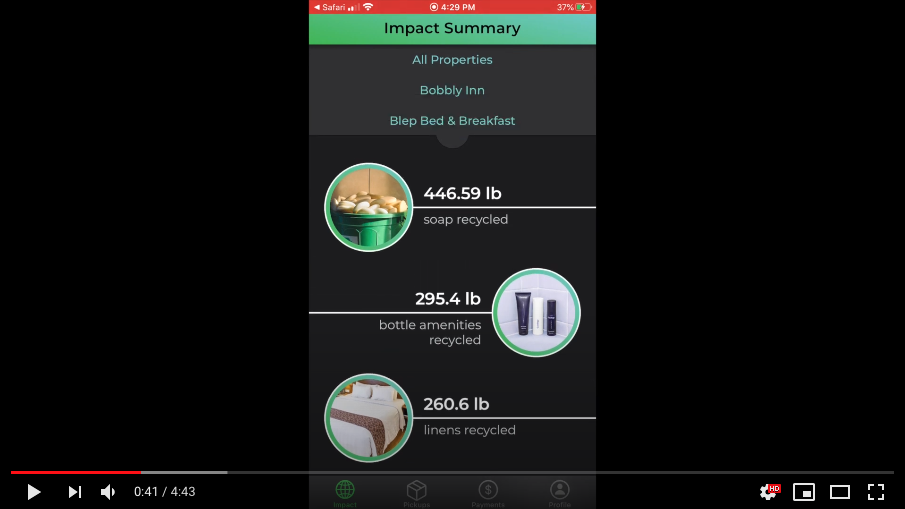 Safari 4:29 PM 37%
Impact Summary
All Properties
Bobbly Inn
Blep Bed & Breakfast
446.59 lb
soap recycled
295.4 lb
bottle amenities
recycled
260.6 lb
linens recycled
Impact Pickups Payments Profile
0:41 / 4:43 HD